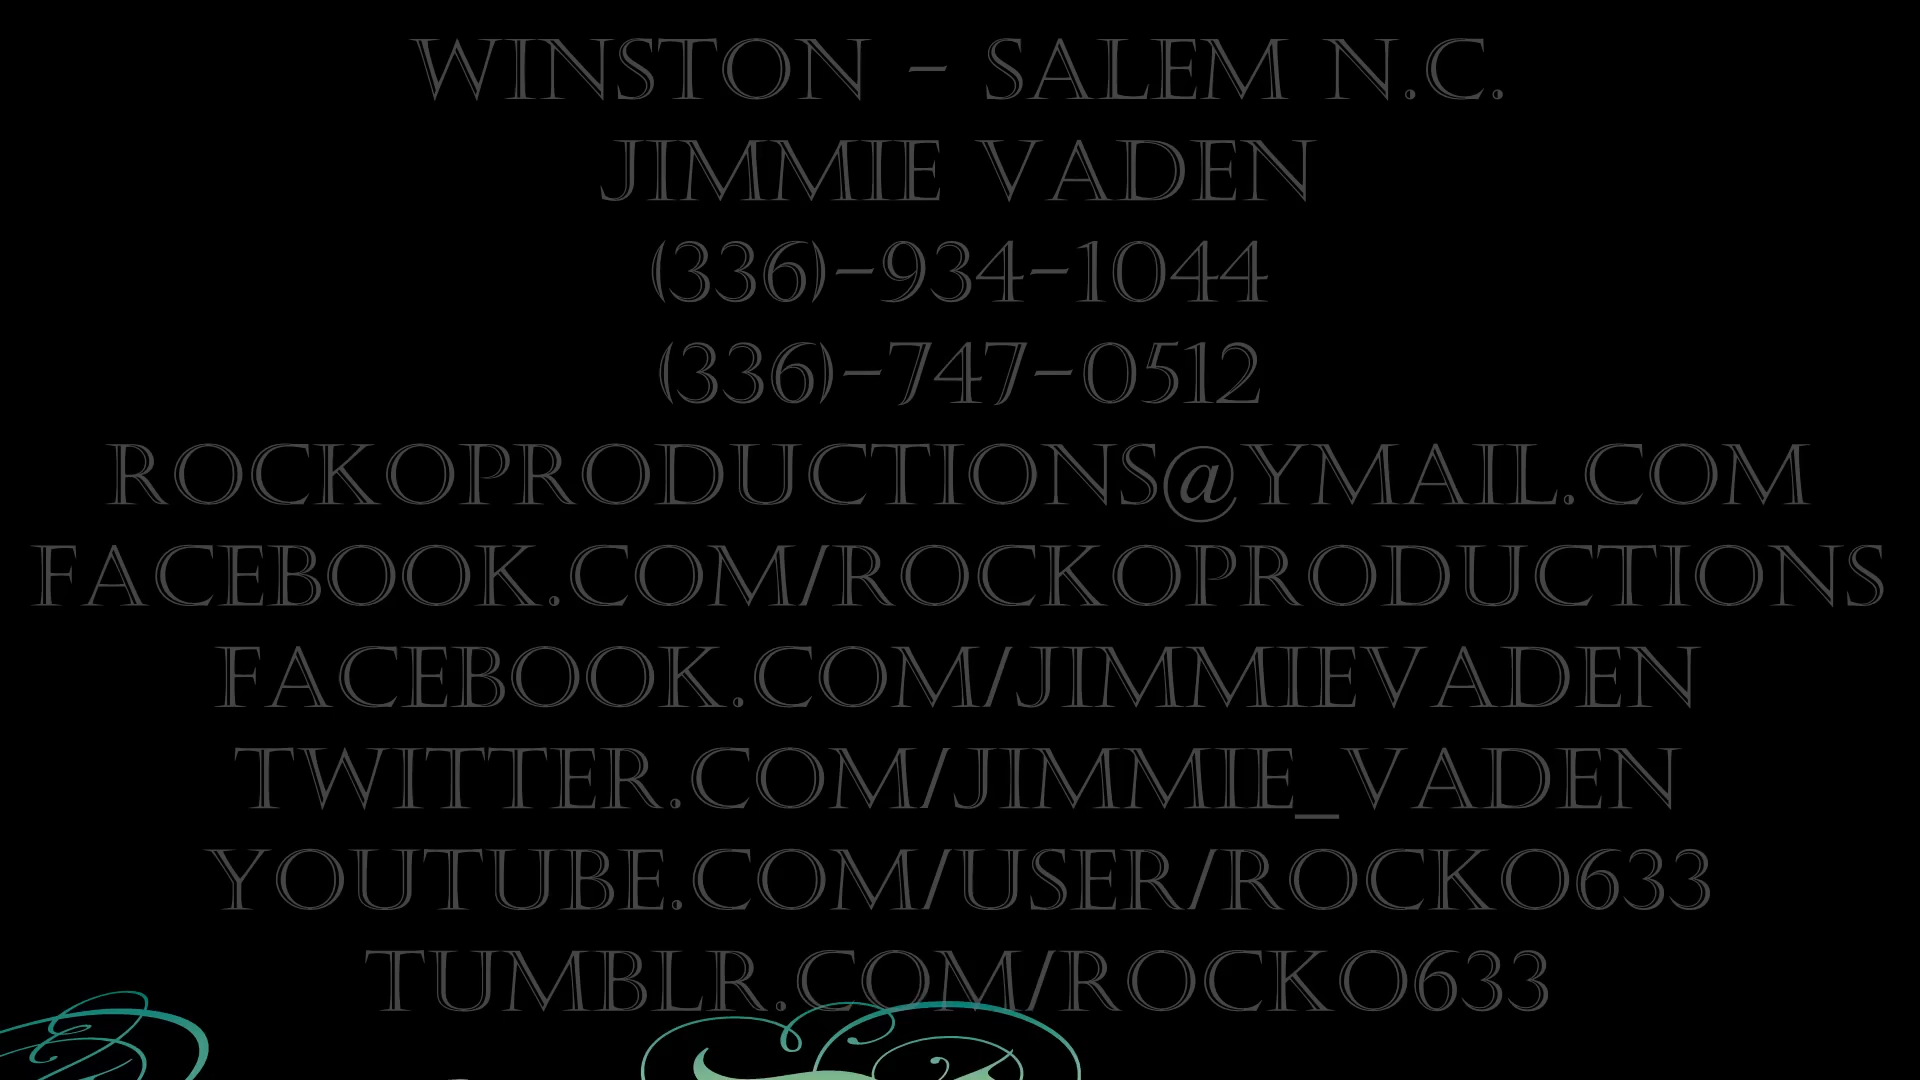 WINSTON - SALEM N.C.
JIMMIE VADEN
(336)-934-1044
(336)-747-0512
ROCKOPRODUCTIONS@YMAIL.COM
FACEBOOK.COM/ROCKOPRODUCTIONS
FACEBOOK.COM/JIMMIEVADEN
TWITTER.COM/JIMMIE_VADEN
YOUTUBE.COM/USER/ROCKO633
TUMBLR.COM/ROCKO633